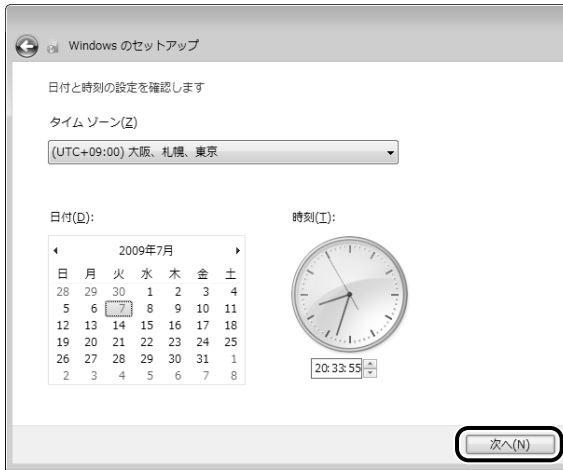 Windows のセットアップ
日付と時刻の設定を確認します
タイム ゾーン(Z)
(UTC+09:00) 大阪、札幌、東京
日付(D):
2009年7月
日 月 火 水 木 金 土
28 29 30 1 2 3 4
5 6 7 8 9 10 11
12 13 14 15 16 17 18
19 20 21 22 23 24 25
26 27 28 29 30 31 1
2 3 4 5 6 7 8
時刻(T):
20:33:55
次へ(N)